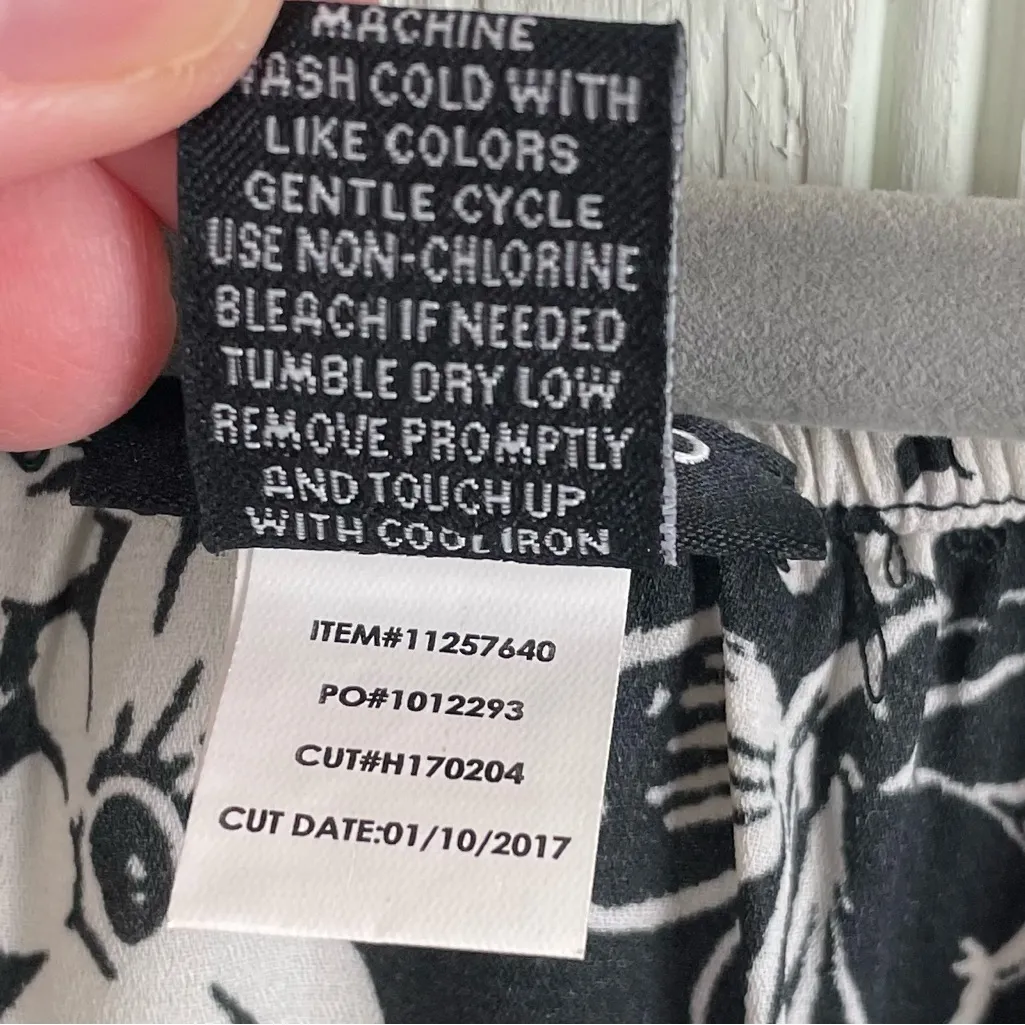 MACHINE
WASH COLD WITH
LIKE COLORS
GENTLE CYCLE
USE NON-CHLORINE
BLEACH IF NEEDED
TUMBLE DRY LOW
REMOVE PROMPTLY
AND TOUCH UP
WITH COOL IRON
ITEM#11257640
PO#1012293
CUT#H170204
CUT DATE:01/10/2017